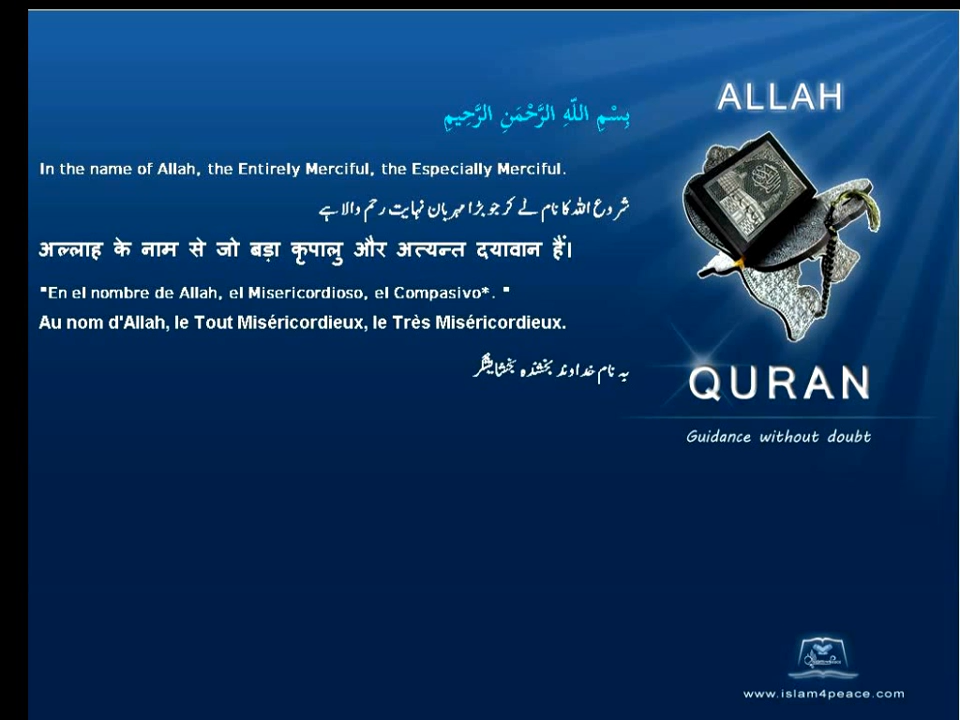 بِسْمِ اللّهِ الرَّحْمَنِ الرَّحِيمِ
In the name of Allah, the Entirely Merciful, the Especially Merciful.
شروع الله کا نام لے کر جو بڑا مہربان نہایت رحم والا ہے
अल्लाह के नाम से जो बड़ा कृपालु और अत्यन्त दयावान हैं।
"En el nombre de Allah, el Misericordioso, el Compasivo*. "
Au nom d'Allah, le Tout Miséricordieux, le Très Miséricordieux.
به نام خداوند بخشنده بخشایشگر
ALLAH
QURAN
Guidance without doubt
www.islam4peace.com